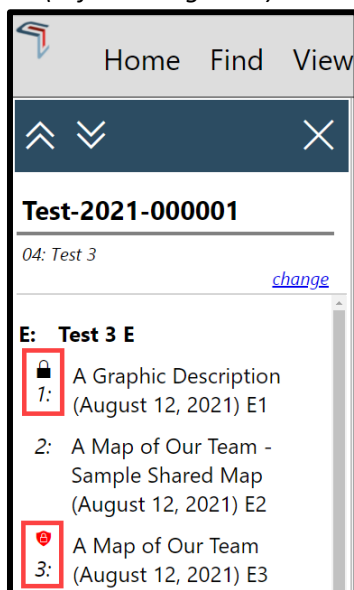 Home Find View
Test-2021-000001
04: Test 3
change
E: Test 3 E
1: A Graphic Description
(August 12, 2021) E1
2: A Map of Our Team -
Sample Shared Map
(August 12, 2021) E2
3: A Map of Our Team
(August 12, 2021) E3